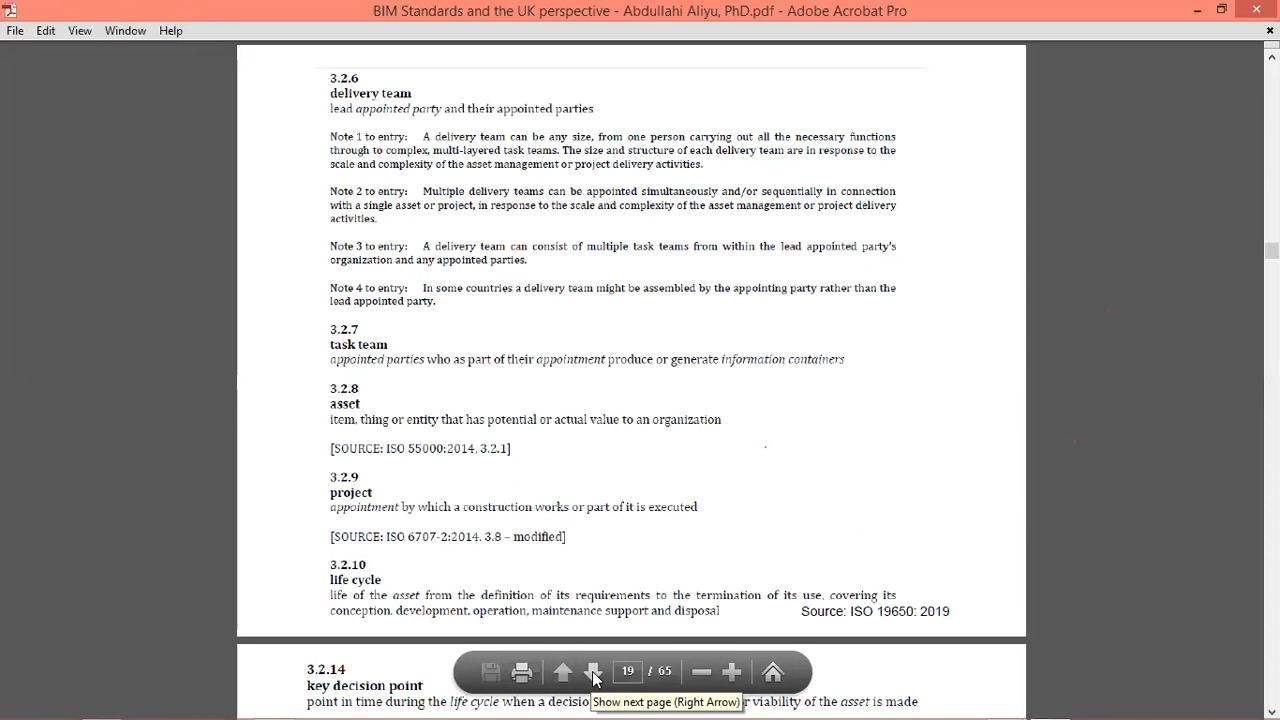 BIM Standards and the UK perspective - Abdullahi Aliyu, PhD.pdf - Adobe Acrobat Pro
File Edit View Window Help
3.2.6
delivery team
lead appointed party and their appointed parties
Note 1 to entry: A delivery team can be any size, from one person carrying out all the necessary functions
through to complex, multi-layered task teams. The size and structure of each delivery team are in response to the
scale and complexity of the asset management or project delivery activities.
Note 2 to entry: Multiple delivery teams can be appointed simultaneously and/or sequentially in connection
with a single asset or project, in response to the scale and complexity of the asset management or project delivery
activities.
Note 3 to entry: A delivery team can consist of multiple task teams from within the lead appointed party's
organization and any appointed parties.
Note 4 to entry: In some countries a delivery team might be assembled by the appointing party rather than the
lead appointed party.
3.2.7
task team
appointed parties who as part of their appointment produce or generate information containers
3.2.8
asset
item, thing or entity that has potential or actual value to an organization
[SOURCE: ISO 55000:2014, 3.2.1]
3.2.9
project
appointment by which a construction works or part of it is executed
[SOURCE: ISO 6707-2:2014, 3.8 – modified]
3.2.10
life cycle
life of the asset from the definition of its requirements to the termination of its use, covering its
conception, development, operation, maintenance support and disposal
Source: ISO 19650: 2019
3.2.14
key decision point
point in time during the life cycle when a decision viability of the asset is made
19 / 65
Show next page (Right Arrow)